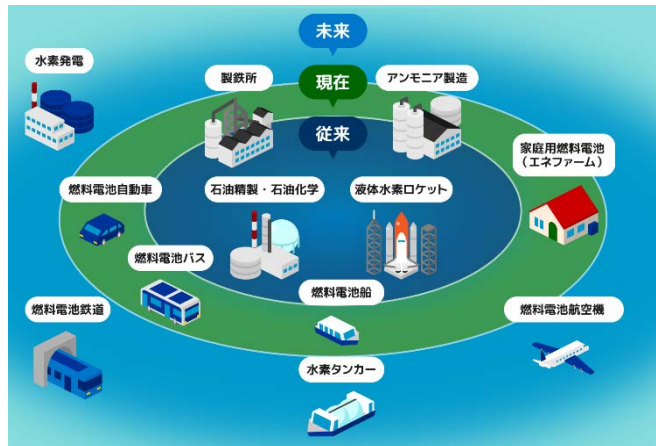 未来
水素発電
製鉄所
現在
アンモニア製造
従来
家庭用燃料電池
（エネファーム）
燃料電池自動車
石油精製・石油化学
液体水素ロケット
燃料電池バス
燃料電池船
燃料電池鉄道
燃料電池航空機
水素タンカー